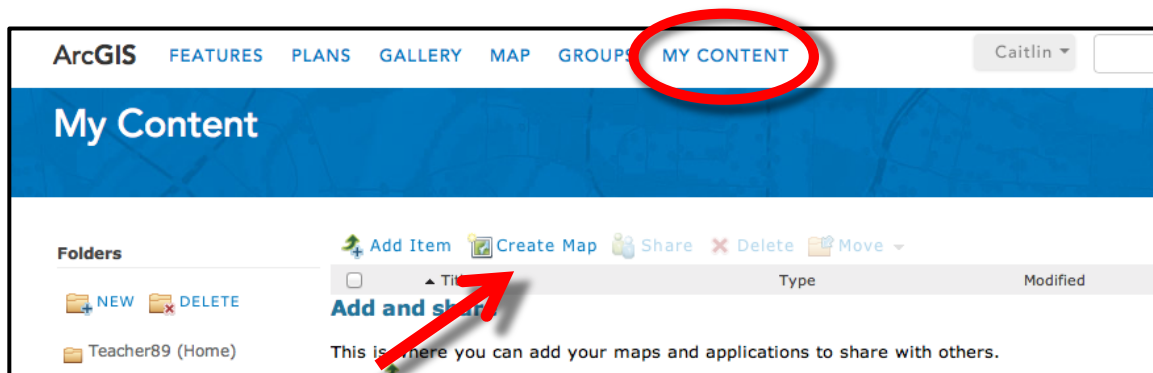 ArcGIS FEATURES PLANS GALLERY MAP GROUPS MY CONTENT Caitlin
My Content
Folders
Add Item Create Map Share Delete Move
Type Modified
NEW DELETE
Add and share
Teacher89 (Home)
This is where you can add your maps and applications to share with others.